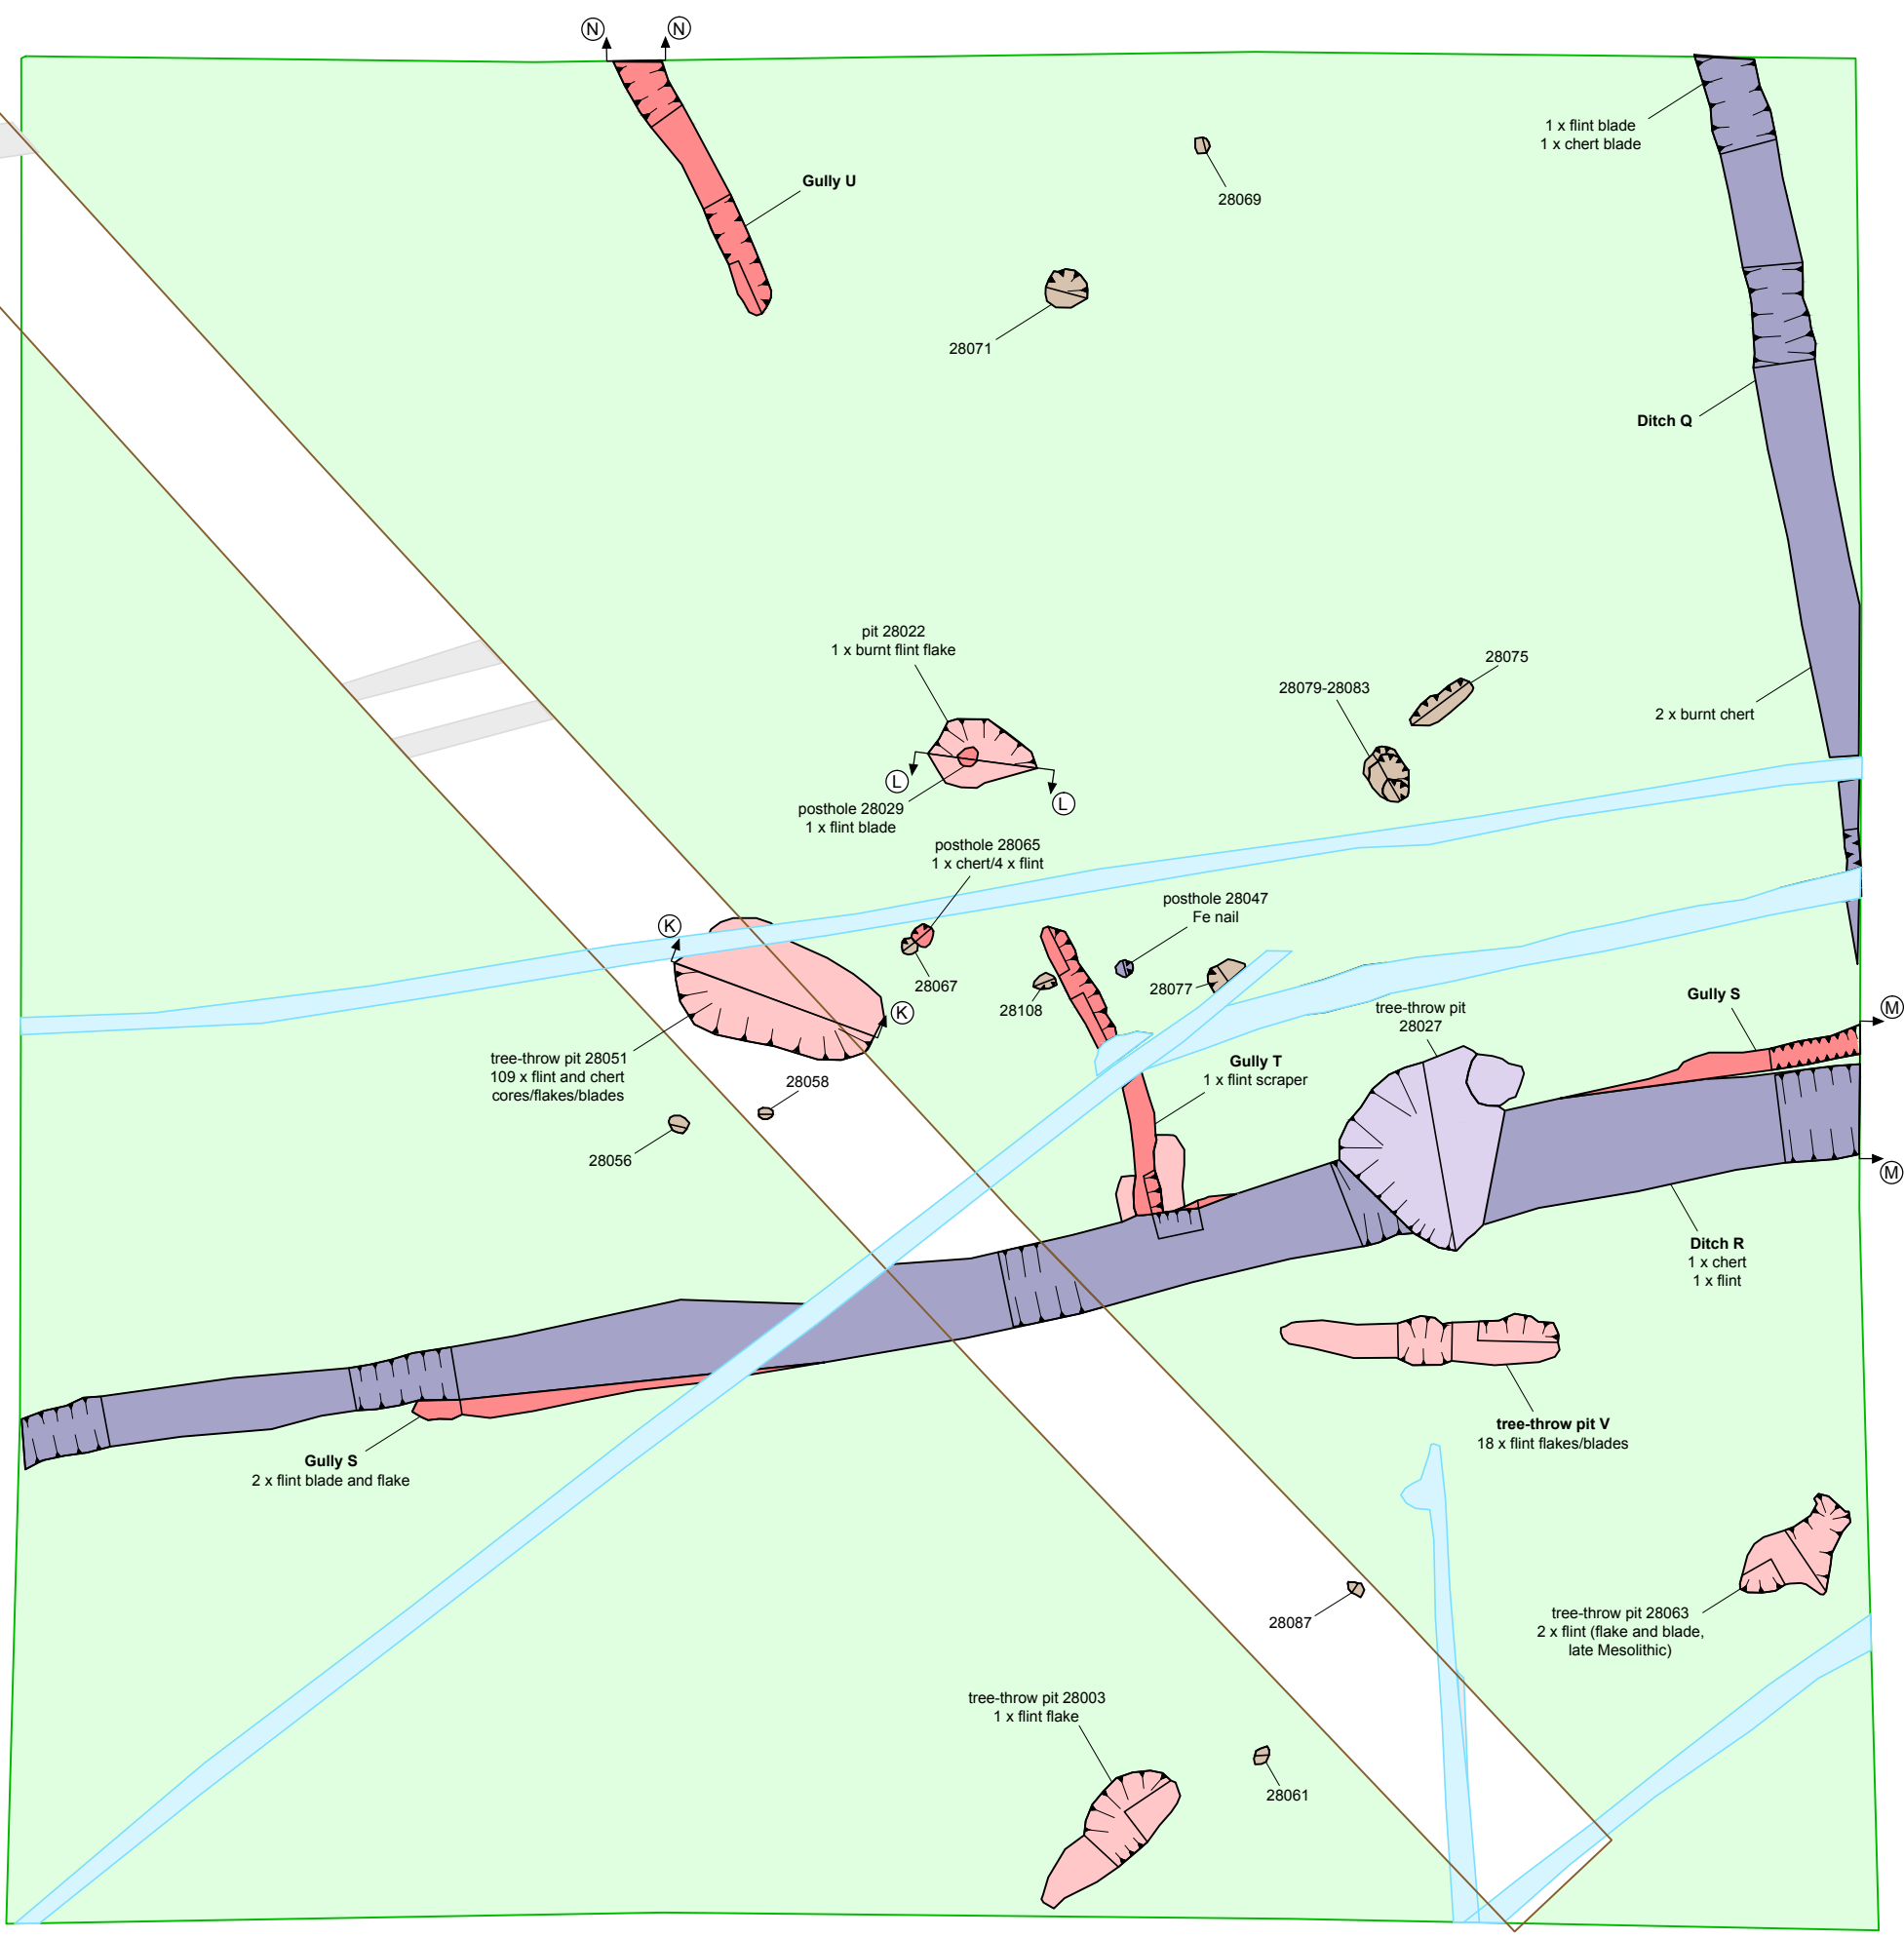 N
N
1 x flint blade
1 x chert blade
28069
Gully U
28071
Ditch Q
pit 28022
1 x burnt flint flake
28075
28079-28083
2 x burnt chert
L
L
posthole 28029
1 x flint blade
posthole 28065
1 x chert/4 x flint
posthole 28047
Fe nail
K
28067
28077
28108
Gully S
K
tree-throw pit
28027
M
tree-throw pit 28051
109 x flint and chert
cores/flakes/blades
Gully T
1 x flint scraper
28058
28056
M
Ditch R
1 x chert
1 x flint
tree-throw pit V
18 x flint flakes/blades
Gully S
2 x flint blade and flake
28087
tree-throw pit 28063
2 x flint (flake and blade,
late Mesolithic)
tree-throw pit 28003
1 x flint flake
28061